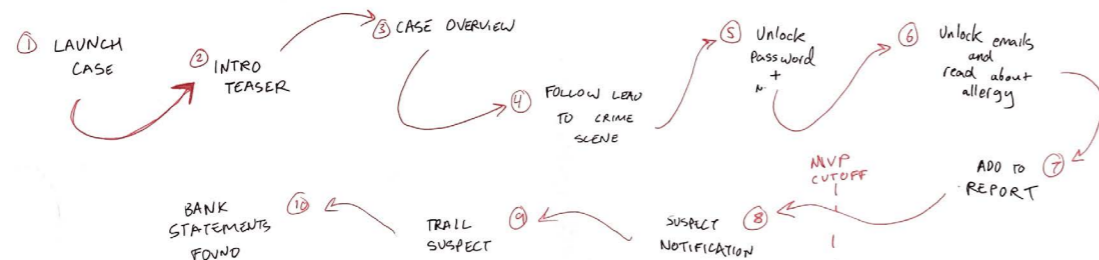 ① LAUNCH
CASE
② INTRO
TEASER
③ CASE OVERVIEW
④ FOLLOW LEAD
TO CRIME
SCENE
⑤ Unlock
Password
+
⑥ Unlock emails
and
read about
allergy
ADD TO ⑦
REPORT
MVP
CUTOFF
SUSPECT ⑧
NOTIFICATION
TRAIL ⑨
SUSPECT
BANK ⑩
STATEMENTS
FOUND